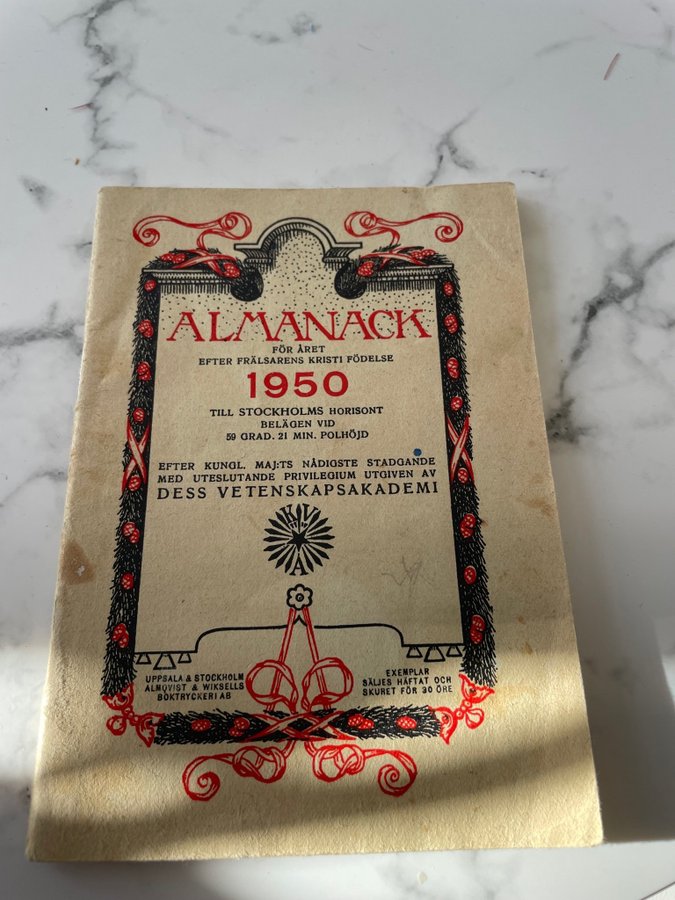 ALMANACK
FÖR ÅRET
EFTER FRÄLSARENS KRISTI FÖDELSE
1950
TILL STOCKHOLMS HORISONT
BELÄGEN VID
59 GRAD. 21 MIN. POLHÖJD
EFTER KUNGL. MAJ:TS NÅDIGSTE STADGANDE
MED UTESLUTANDE PRIVILEGIUM UTGIVEN AV
DESS VETENSKAPSAKADEMI
KVA
UPPSALA & STOCKHOLM
ALMQVIST & WIKSELLS
BOKTRYCKERI AB
EXEMPLAR
SÄLJES HÄFTAT OCH
SKURET FÖR 30 ÖRE